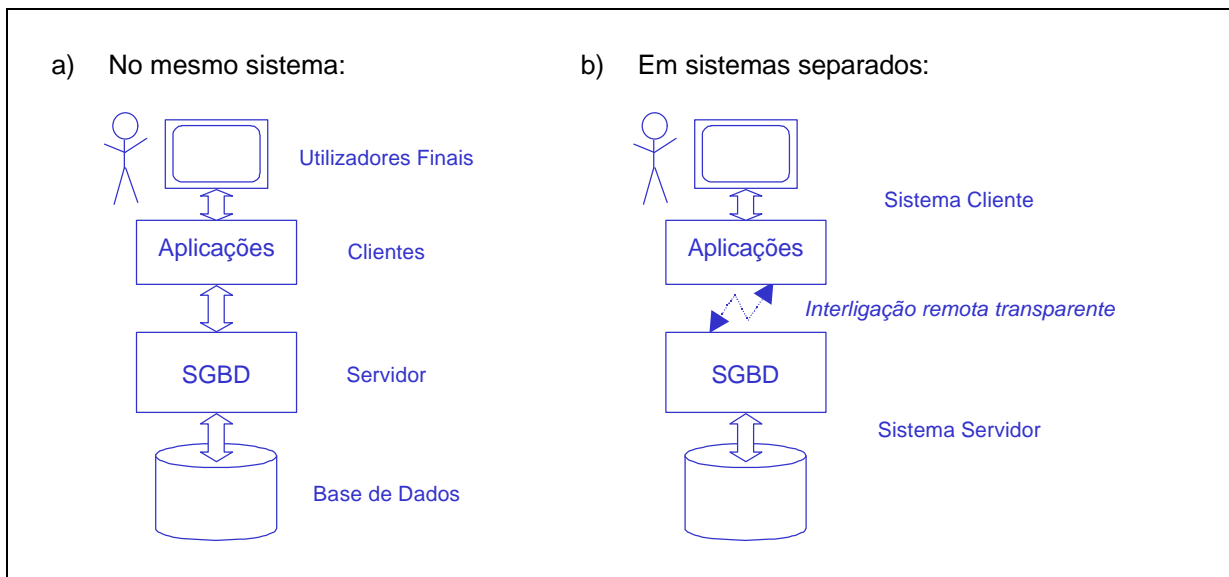 a) No mesmo sistema:
Utilizadores Finais
Aplicações
Clientes
SGBD
Servidor
Base de Dados
b) Em sistemas separados:
Sistema Cliente
Aplicações
Interligação remota transparente
SGBD
Sistema Servidor